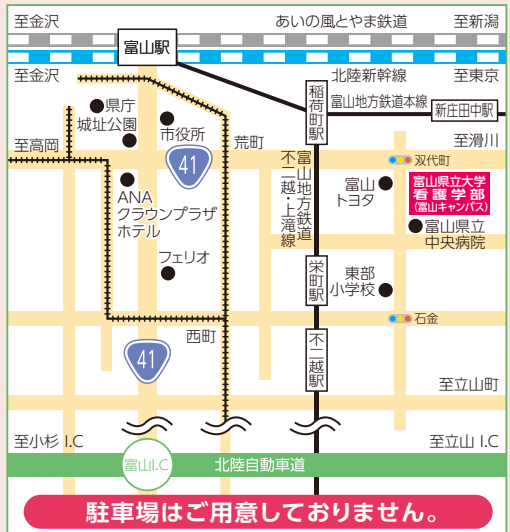 至金沢
あいの風とやま鉄道
至新潟
富山駅
至金沢
北陸新幹線
至東京
稲荷町駅
富山地方鉄道本線
新庄田中駅
県庁
城址公園
市役所
荒町
至高岡
至滑川
41
双代町
富山地方鉄道
不二越・上滝線
富山
トヨタ
富山県立大学
看護学部
(富山キャンパス)
ANA
クラウンプラザ
ホテル
富山県立
中央病院
フェリオ
栄町駅
東部
小学校
石金
西町
不二越駅
41
至立山町
至小杉 I.C
至立山 I.C
富山I.C
北陸自動車道
駐車場はご用意しておりません。